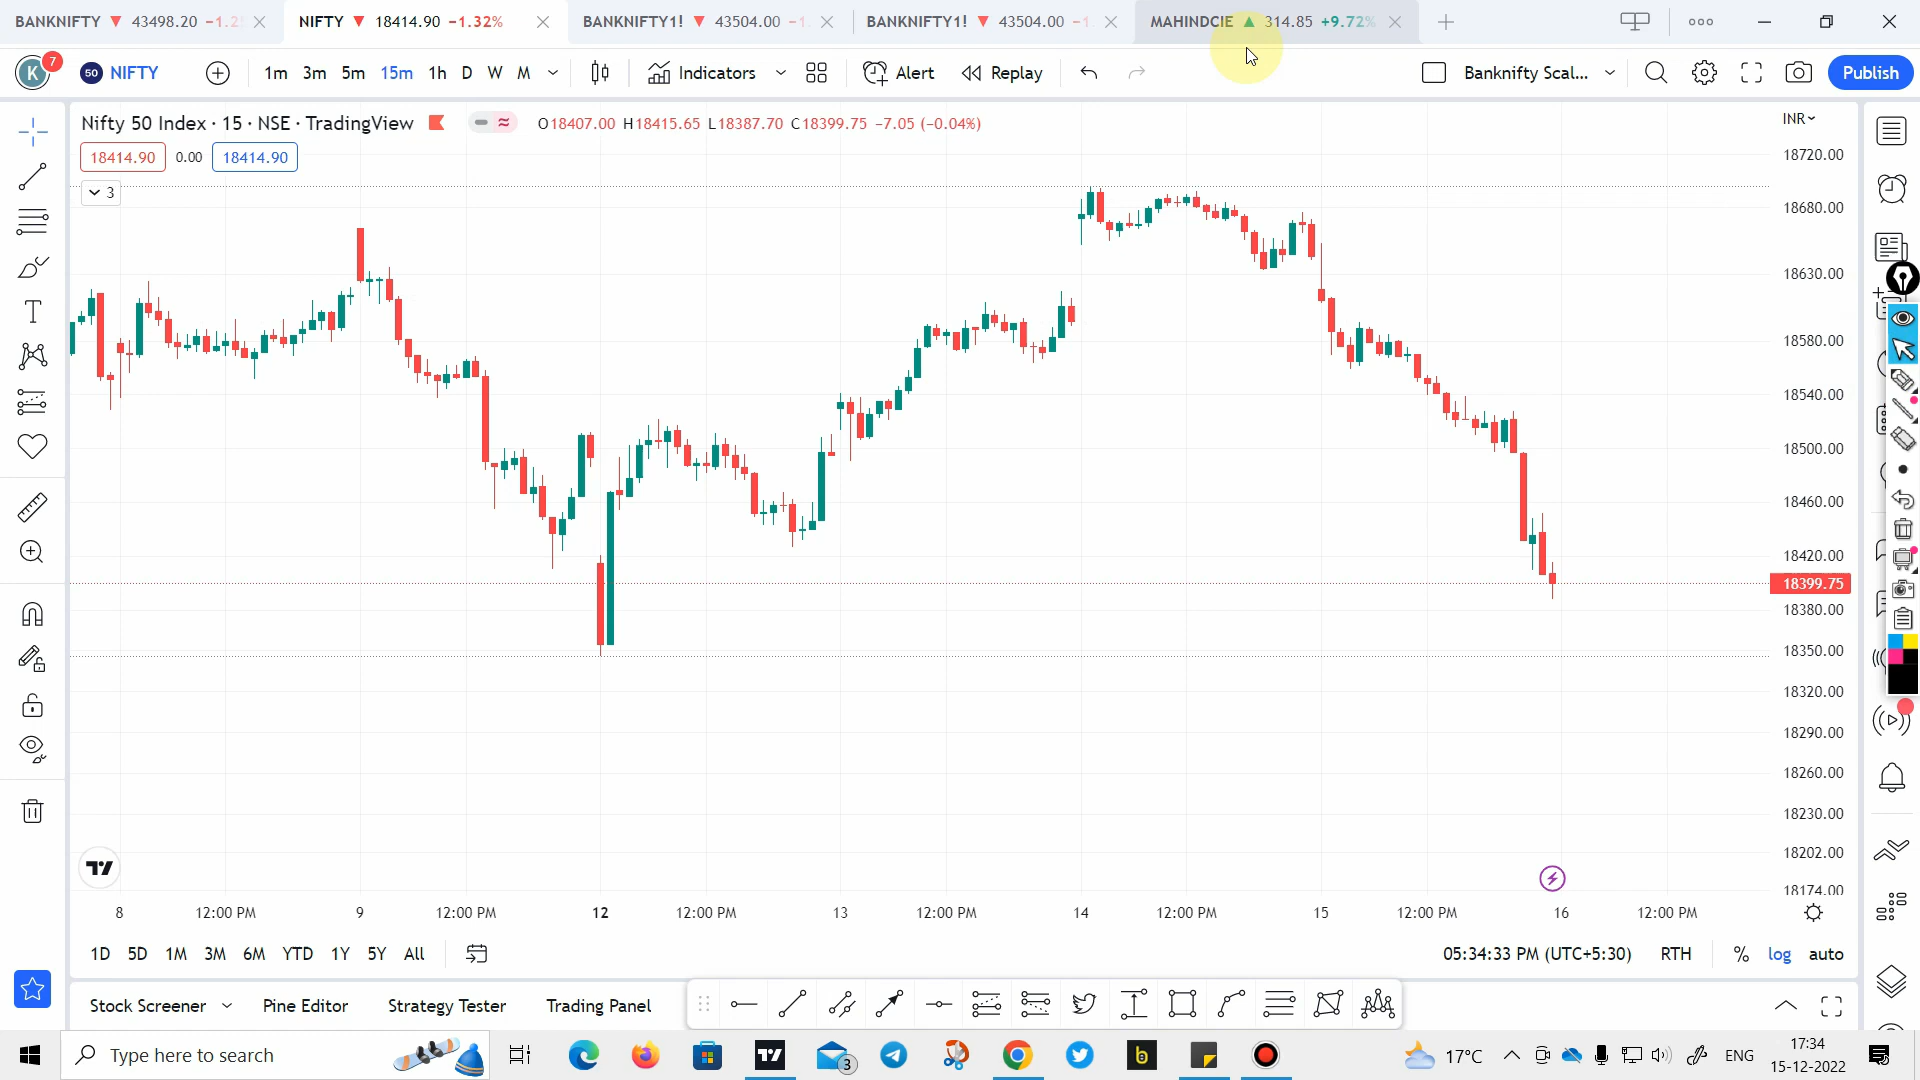 BANKNIFTY ▼ 43498.20 −1.2
NIFTY ▼ 18414.90 −1.32%
BANKNIFTY1! ▼ 43504.00 −1.
BANKNIFTY1! ▼ 43504.00 −1.
MAHINDCIE ▲ 314.85 +9.72%
K 7
50 NIFTY
1m 3m 5m 15m 1h D W M
Indicators
Alert
Replay
Banknifty Scal...
Publish
Nifty 50 Index · 15 · NSE · TradingView
O18407.00 H18415.65 L18387.70 C18399.75 −7.05 (−0.04%)
INR
18414.90 0.00 18414.90
3
18720.00
18680.00
18630.00
18580.00
18540.00
18500.00
18460.00
18420.00
18399.75
18380.00
18350.00
18320.00
18290.00
18260.00
18230.00
18202.00
18174.00
8 12:00 PM 9 12:00 PM 12 12:00 PM 13 12:00 PM 14 12:00 PM 15 12:00 PM 16 12:00 PM
1D 5D 1M 3M 6M YTD 1Y 5Y All
05:34:33 PM (UTC+5:30) RTH % log auto
Stock Screener Pine Editor Strategy Tester Trading Panel
Type here to search
3
17°C
ENG
17:34
15-12-2022